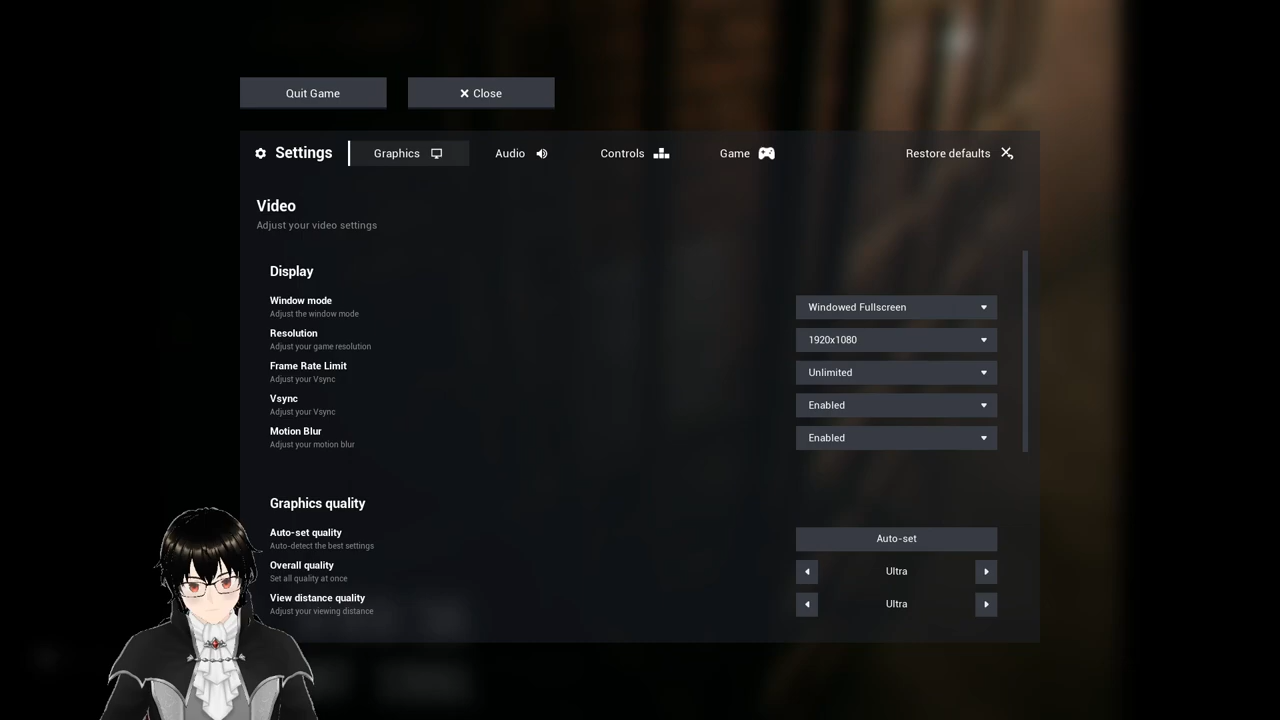 Quit Game
Close
Settings
Graphics
Audio
Controls
Game
Restore defaults
Video
Adjust your video settings
Display
Window mode
Adjust the window mode
Windowed Fullscreen
Resolution
Adjust your game resolution
1920x1080
Frame Rate Limit
Adjust your Vsync
Unlimited
Vsync
Adjust your Vsync
Enabled
Motion Blur
Adjust your motion blur
Enabled
Graphics quality
Auto-set quality
Auto-detect the best settings
Auto-set
Overall quality
Set all quality at once
Ultra
View distance quality
Adjust your viewing distance
Ultra